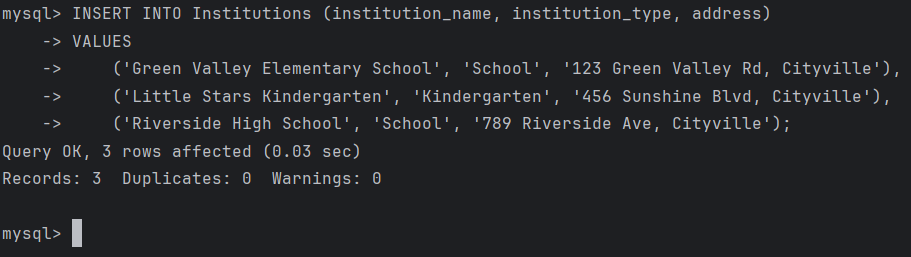 mysql> INSERT INTO Institutions (institution_name, institution_type, address)
    -> VALUES
    ->     ('Green Valley Elementary School', 'School', '123 Green Valley Rd, Cityville'),
    ->     ('Little Stars Kindergarten', 'Kindergarten', '456 Sunshine Blvd, Cityville'),
    ->     ('Riverside High School', 'School', '789 Riverside Ave, Cityville');
Query OK, 3 rows affected (0.03 sec)
Records: 3  Duplicates: 0  Warnings: 0

mysql>